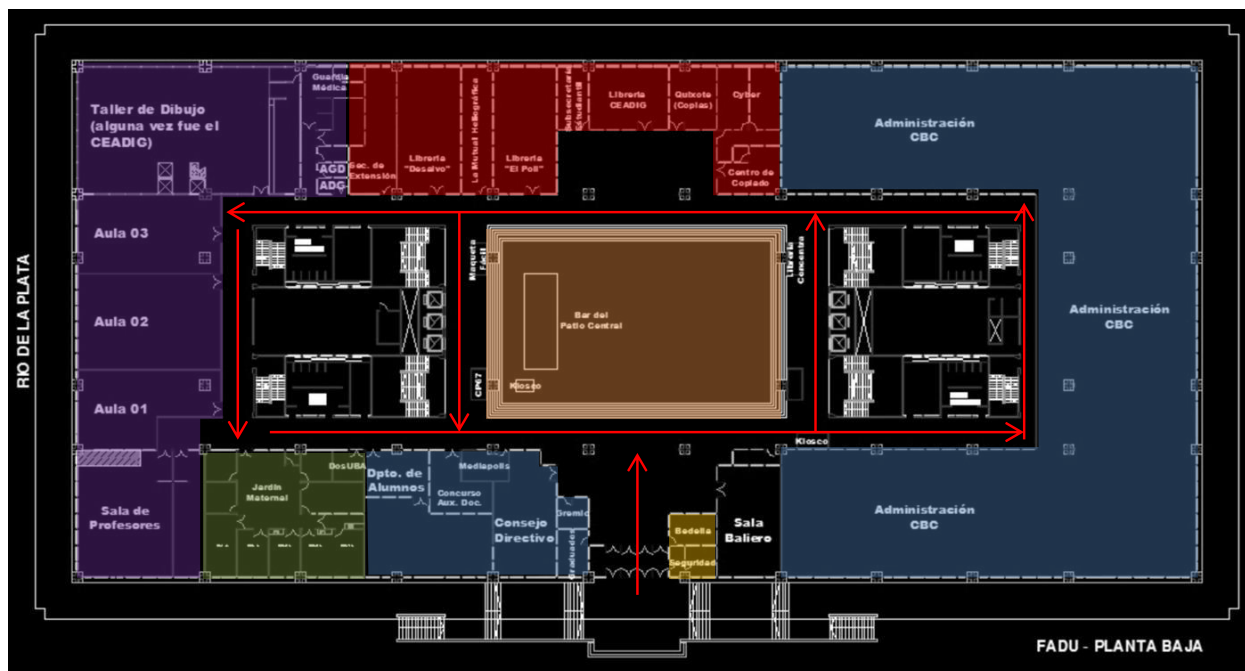 Guardia
Médica
Taller de Dibujo
(alguna vez fue el
CEADIG)
AGD
ADG
Sec. de
Extensión
Librería
"Desalvo"
La Mutual Heliográfica
Librería
"El Poli"
Subsecretaría
Estudiantil
Librería
CEADIG
Quixote
(Copias)
Cyber
Centro de
Copiado
Administración
CBC
Aula 03
Aula 02
Aula 01
Maqueta
Fácil
Librería
Concentra
Bar del
Patio Central
Kiosco
CP67
Administración
CBC
RIO DE LA PLATA
Kiosco
Sala de
Profesores
Jardín
Maternal
DosUBA
Dpto. de
Alumnos
Mediapolis
Concurso
Aux. Doc.
Consejo
Directivo
Gremio
Graduados
Bedelía
Seguridad
Sala
Baliero
Administración
CBC
FADU - PLANTA BAJA